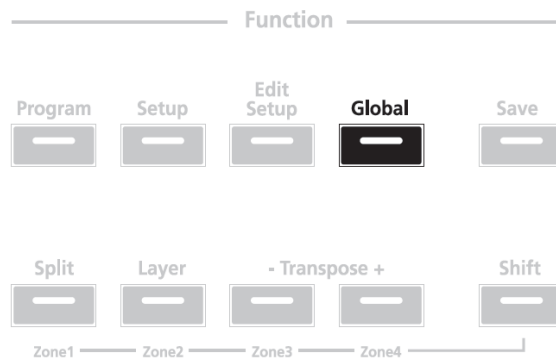 Function
Program Setup Edit Setup Global Save
Split Layer - Transpose + Shift
Zone1 Zone2 Zone3 Zone4